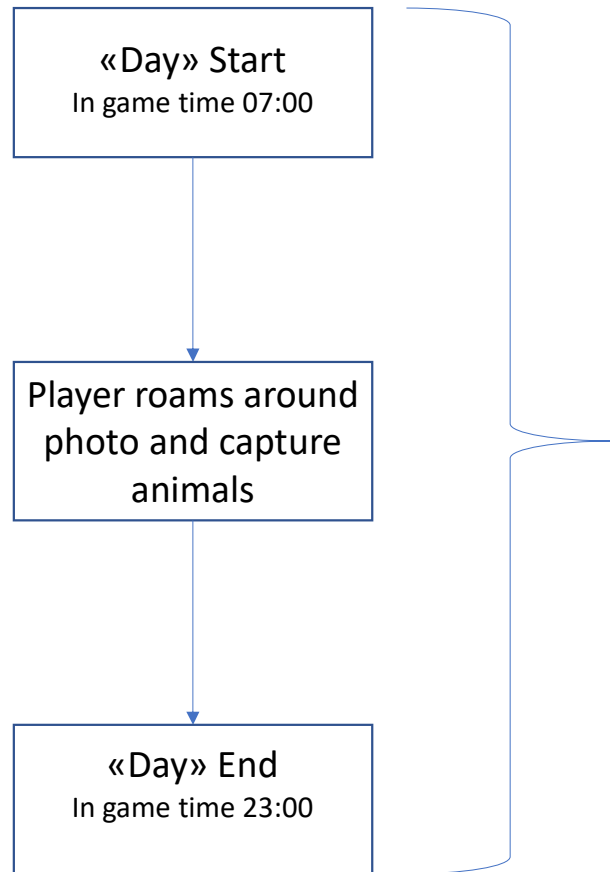 «Day» Start
In game time 07:00
Player roams around
photo and capture
animals
«Day» End
In game time 23:00